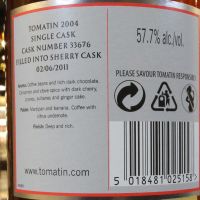 TOMATIN 2004
SINGLE CASK
CASK NUMBER 33676
FILLED INTO SHERRY CASK
02/06/2011
Aroma: Coffee beans and rich dark chocolate.
Cinnamon and clove spice with dark cherry,
prunes, sultanas and ginger cake.
Palate: Marzipan and banana. Coffee with
citrus undernote.
Finish: Deep and rich.
www.tomatin.com
57.7% alc./vol.
PLEASE SAVOUR TOMATIN RESPONSIBLY
5 018481 025158